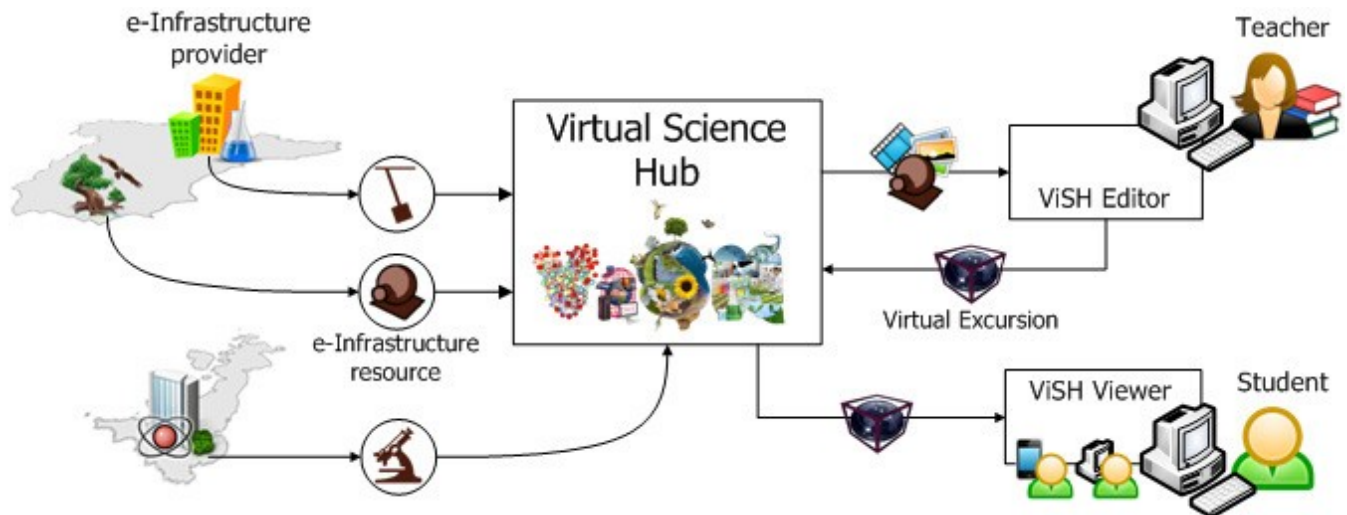 e-Infrastructure
provider
Teacher
Virtual Science
Hub
ViSH Editor
Virtual Excursion
e-Infrastructure
resource
ViSH Viewer
Student